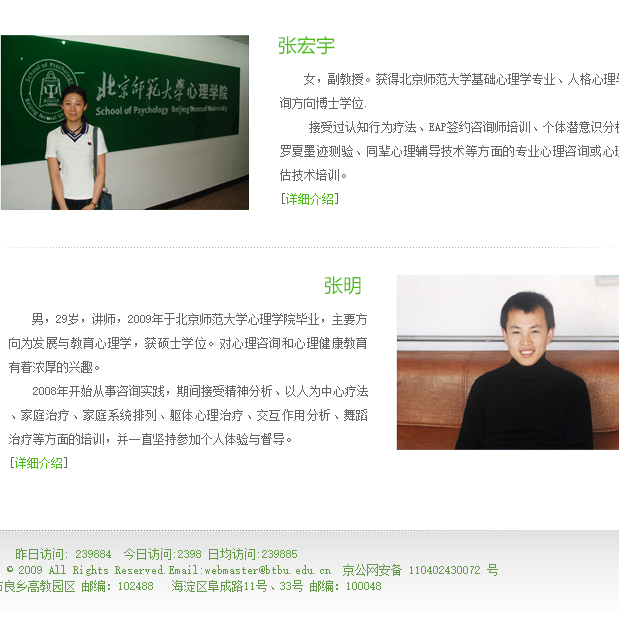 北京师范大学心理学院
School of Psychology Beijing Normal University
张宏宇
女，副教授。获得北京师范大学基础心理学专业、人格心理学
询方向博士学位.
接受过认知行为疗法、EAP签约咨询师培训、个体潜意识分析
罗夏墨迹测验、同辈心理辅导技术等方面的专业心理咨询或心理
估技术培训。
[详细介绍]
张明
男，29岁，讲师，2009年于北京师范大学心理学院毕业，主要方
向为发展与教育心理学，获硕士学位。对心理咨询和心理健康教育
有着浓厚的兴趣。
2008年开始从事咨询实践，期间接受精神分析、以人为中心疗法
、家庭治疗、家庭系统排列、躯体心理治疗、交互作用分析、舞蹈
治疗等方面的培训，并一直坚持参加个人体验与督导。
[详细介绍]
昨日访问: 239884 今日访问:2398 日均访问:239885
© 2009 All Rights Reserved.Email:webmaster@btbu.edu.cn 京公网安备 110402430072 号
良乡高教园区 邮编：102488 海淀区阜成路11号、33号 邮编：100048